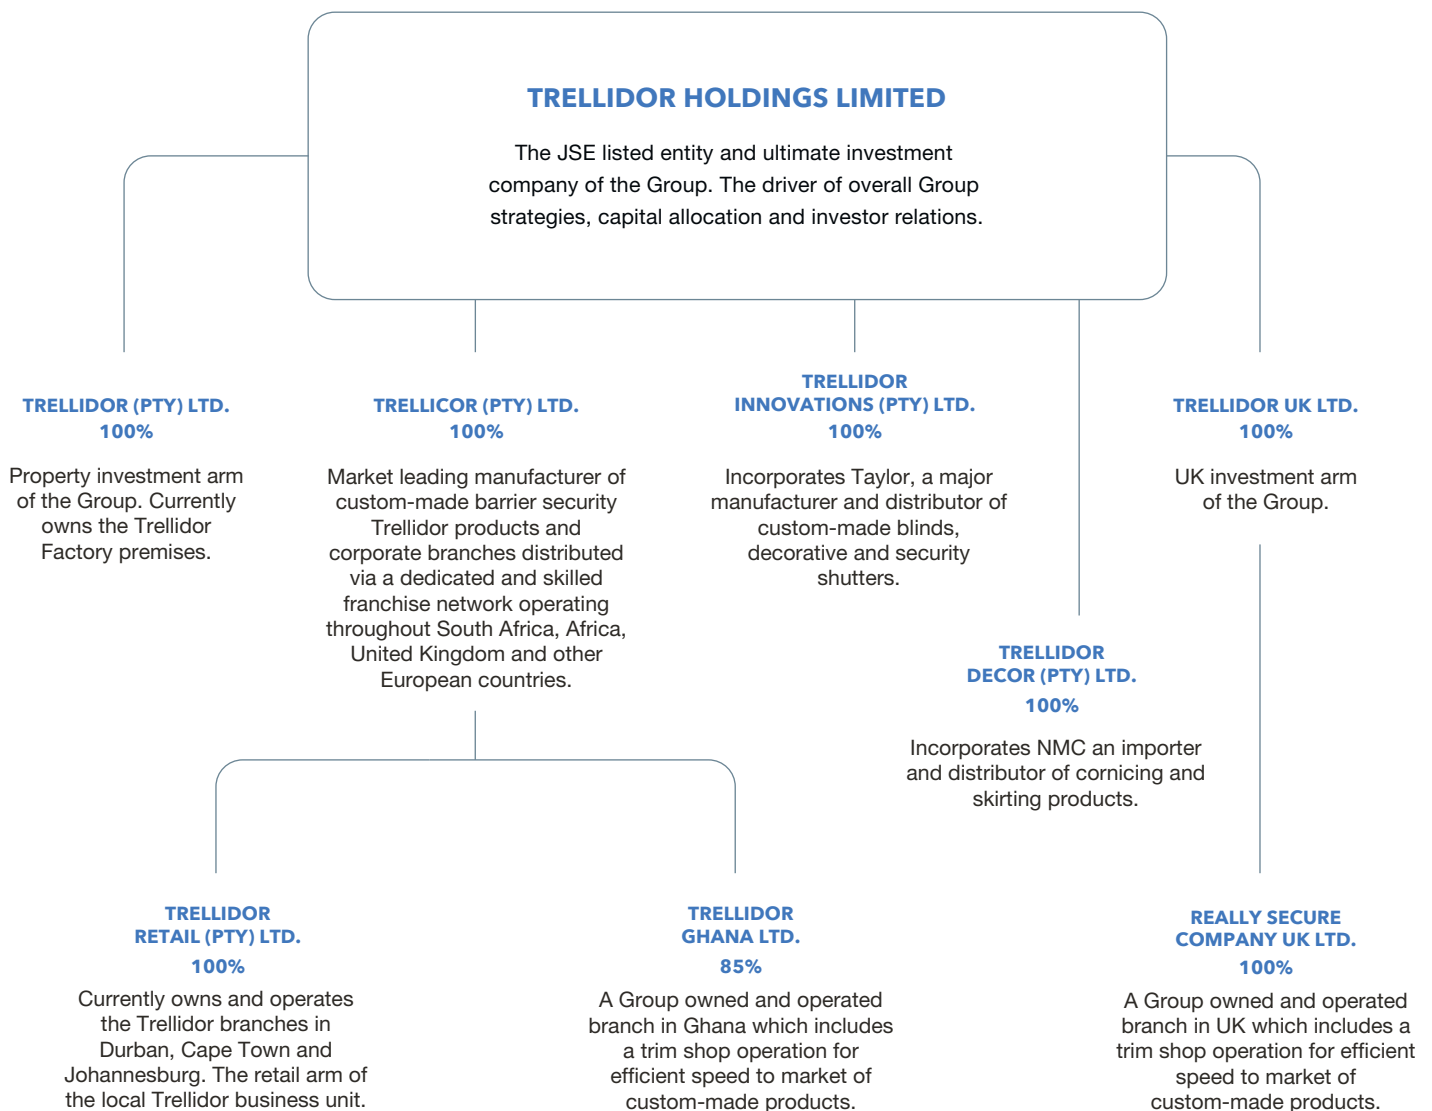 TRELLIDOR HOLDINGS LIMITED
The JSE listed entity and ultimate investment
company of the Group. The driver of overall Group
strategies, capital allocation and investor relations.
TRELLIDOR (PTY) LTD.
100%
Property investment arm
of the Group. Currently
owns the Trellidor
Factory premises.
TRELLICOR (PTY) LTD.
100%
Market leading manufacturer of
custom-made barrier security
Trellidor products and
corporate branches distributed
via a dedicated and skilled
franchise network operating
throughout South Africa, Africa,
United Kingdom and other
European countries.
TRELLIDOR
INNOVATIONS (PTY) LTD.
100%
Incorporates Taylor, a major
manufacturer and distributor of
custom-made blinds,
decorative and security
shutters.
TRELLIDOR
DECOR (PTY) LTD.
100%
Incorporates NMC an importer
and distributor of cornicing and
skirting products.
TRELLIDOR UK LTD.
100%
UK investment arm
of the Group.
TRELLIDOR
RETAIL (PTY) LTD.
100%
Currently owns and operates
the Trellidor branches in
Durban, Cape Town and
Johannesburg. The retail arm of
the local Trellidor business unit.
TRELLIDOR
GHANA LTD.
85%
A Group owned and operated
branch in Ghana which includes
a trim shop operation for
efficient speed to market of
custom-made products.
REALLY SECURE
COMPANY UK LTD.
100%
A Group owned and operated
branch in UK which includes a
trim shop operation for efficient
speed to market of
custom-made products.